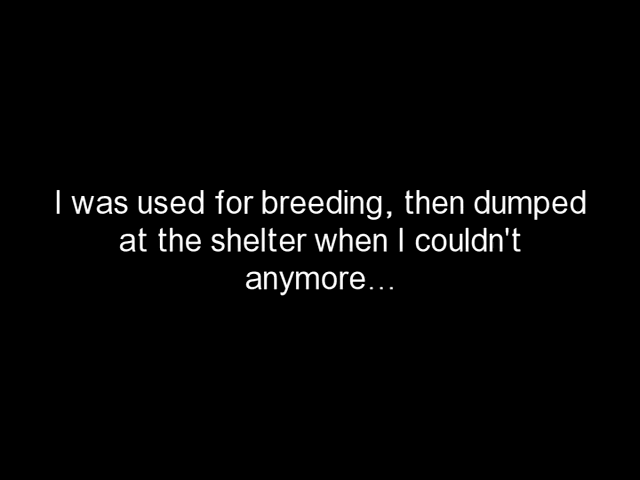 I was used for breeding, then dumped
at the shelter when I couldn't
anymore...